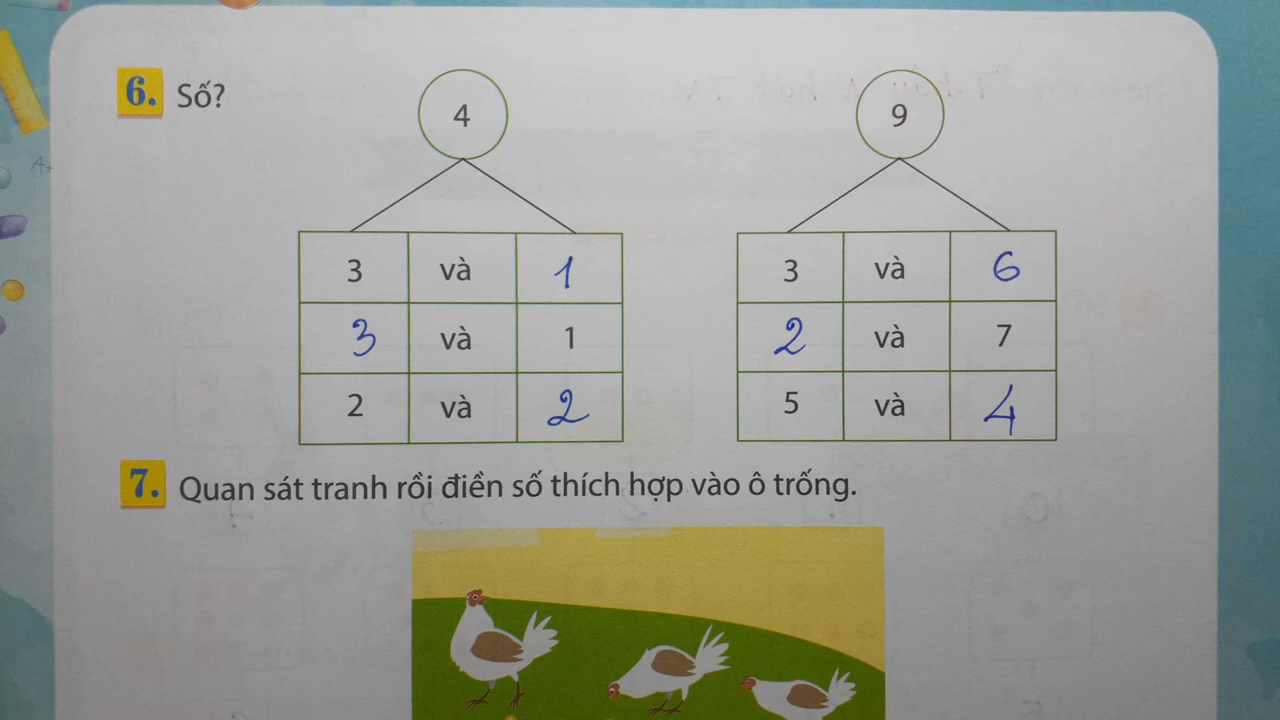 6. Số?
4
9
3 và 1
3 và 1
2 và 2
3 và 6
2 và 7
5 và 4
7. Quan sát tranh rồi điền số thích hợp vào ô trống.